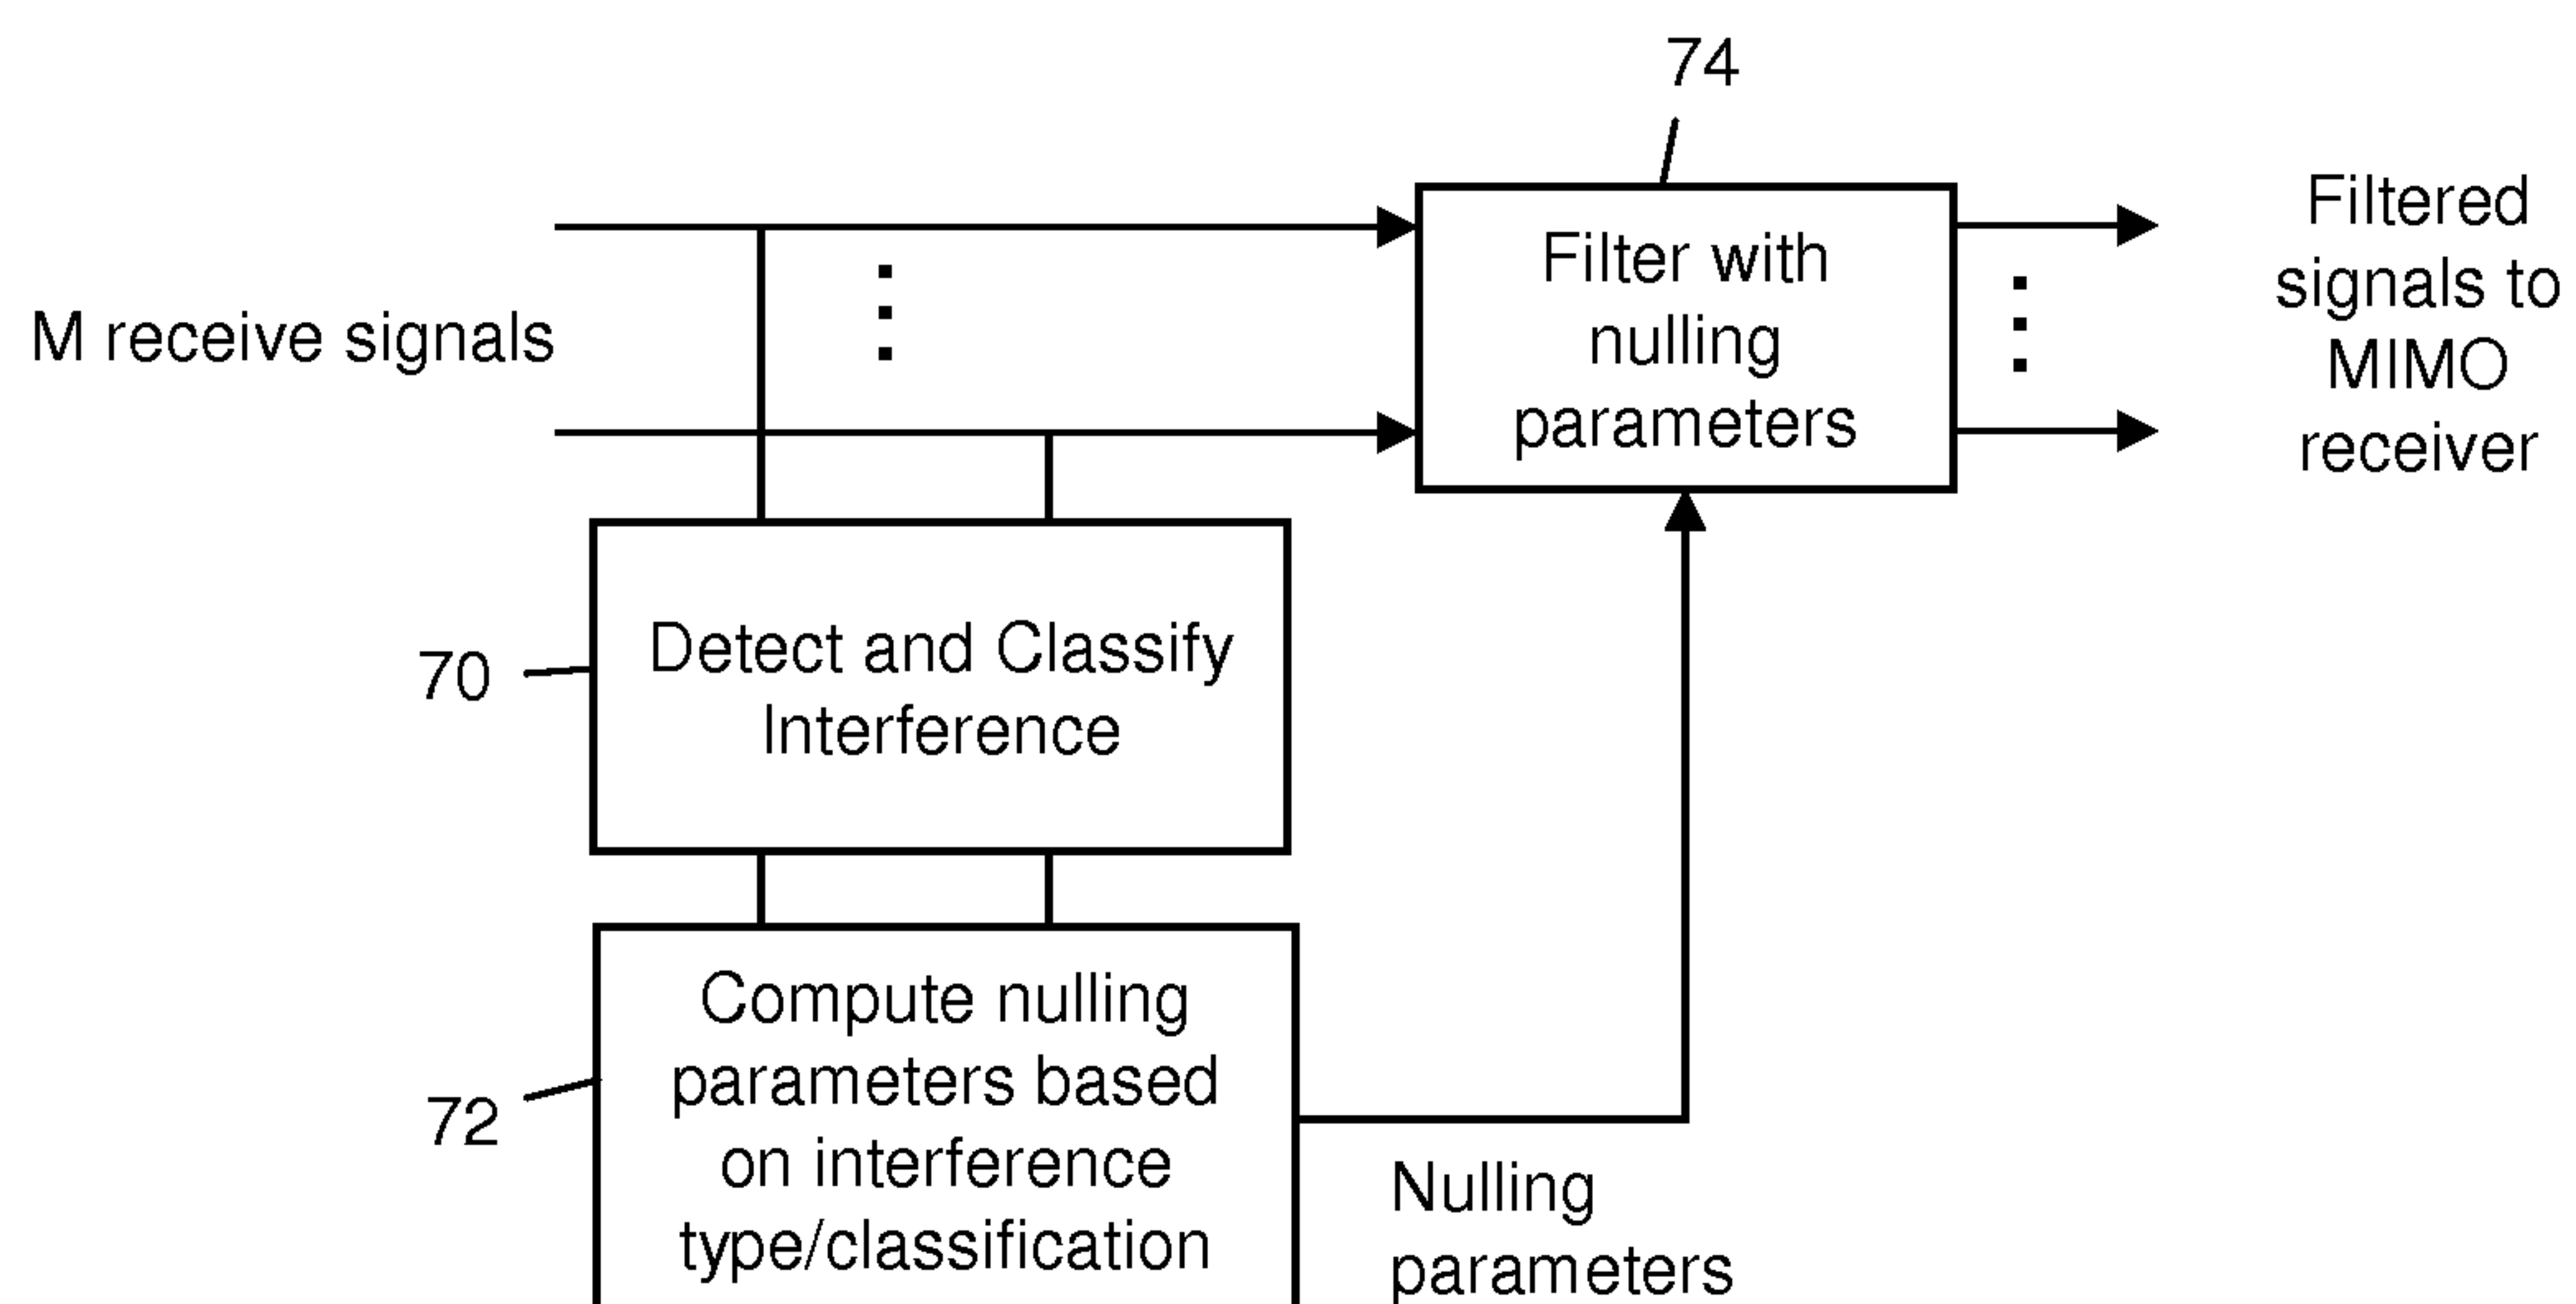 74
Filter with
nulling
parameters
Filtered
signals to
MIMO
receiver
M receive signals
70
Detect and Classify
Interference
72
Compute nulling
parameters based
on interference
type/classification
Nulling
parameters